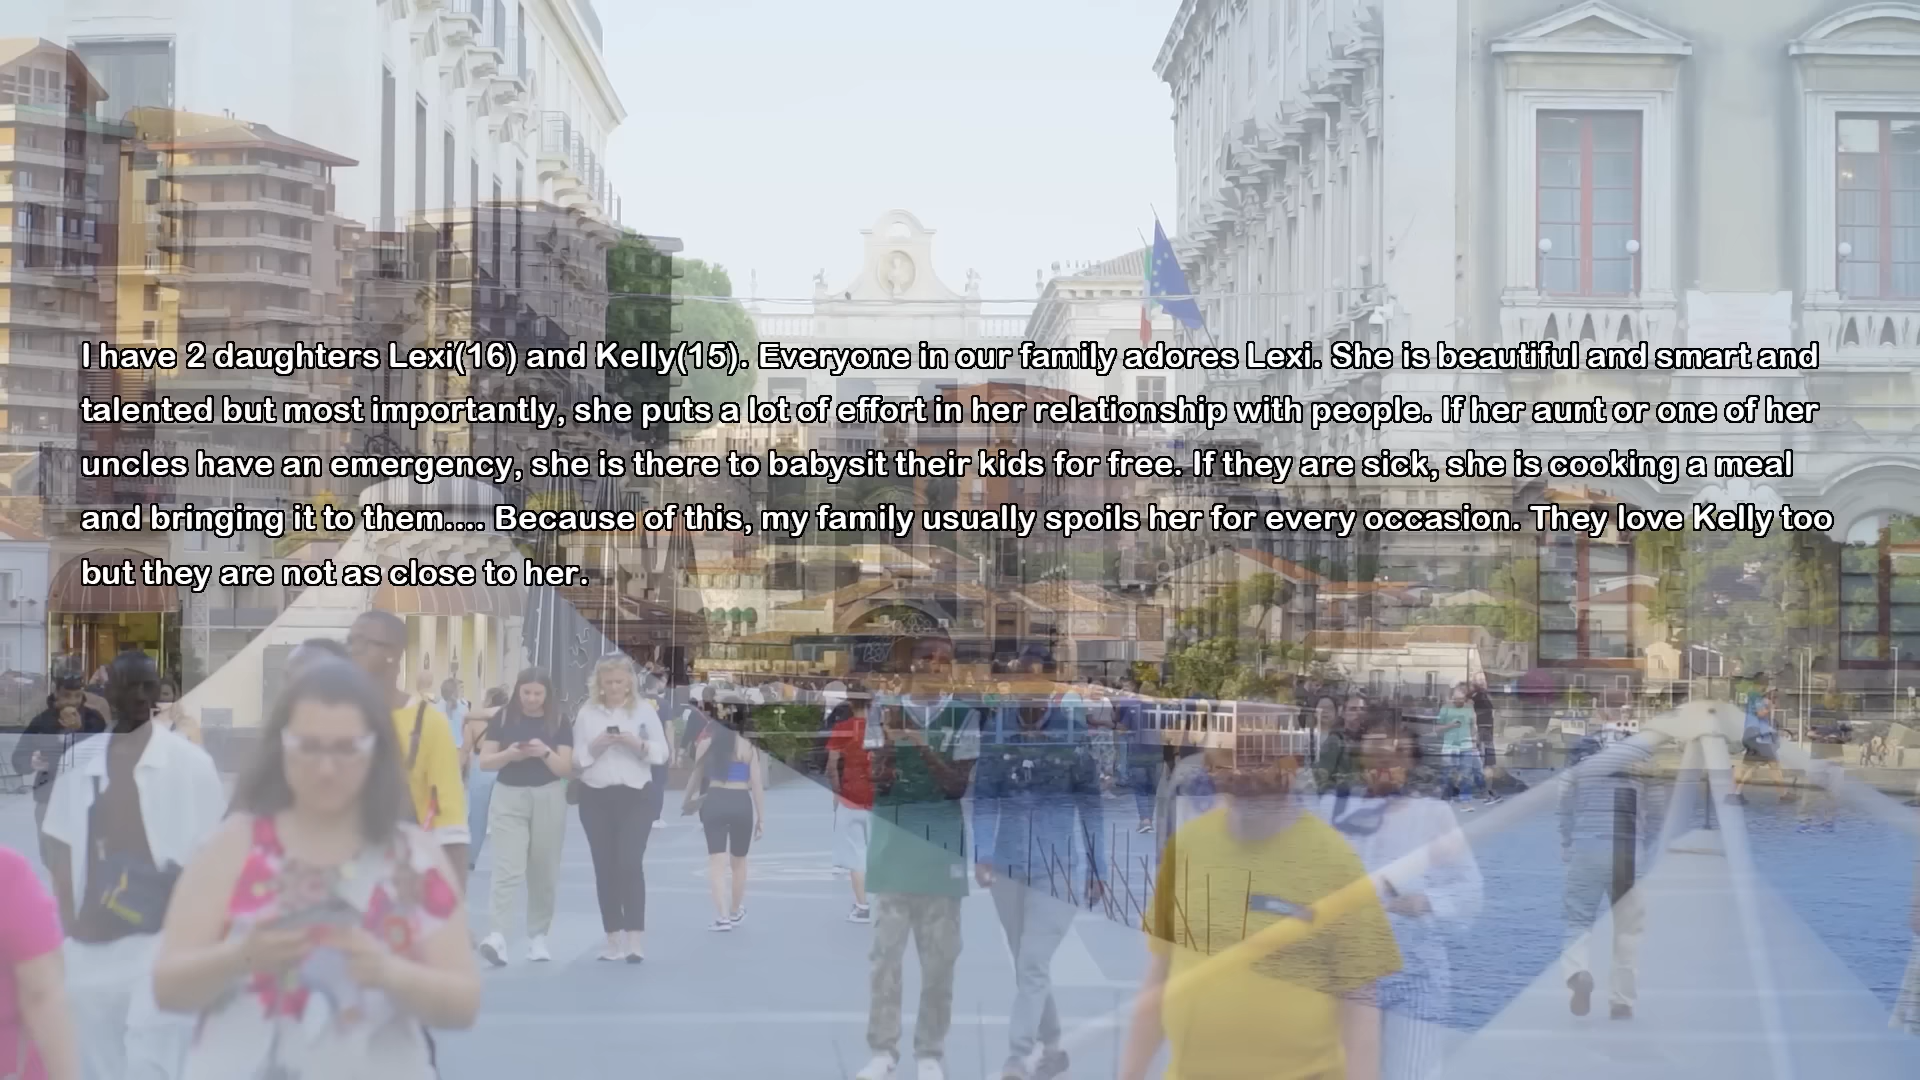 I have 2 daughters Lexi(16) and Kelly(15). Everyone in our family adores Lexi. She is beautiful and smart and
talented but most importantly, she puts a lot of effort in her relationship with people. If her aunt or one of her
uncles have an emergency, she is there to babysit their kids for free. If they are sick, she is cooking a meal
and bringing it to them.... Because of this, my family usually spoils her for every occasion. They love Kelly too
but they are not as close to her.